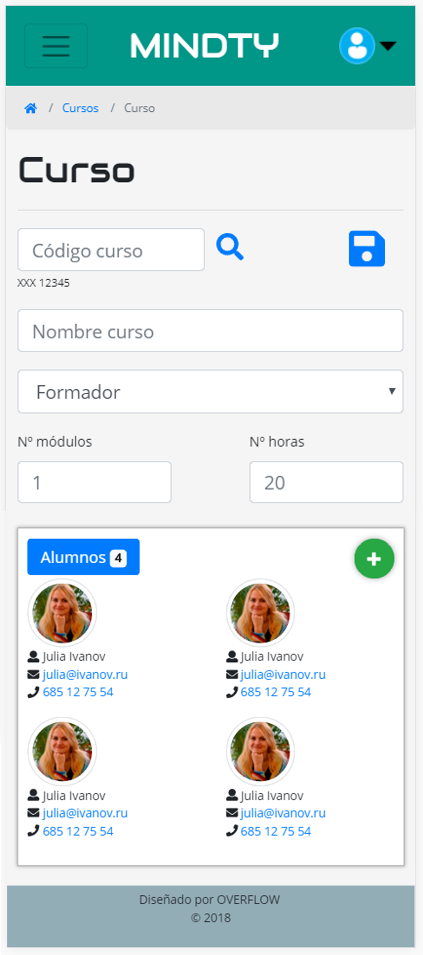 MINDTY
/ Cursos / Curso
Curso
Código curso
XXX 12345
Nombre curso
Formador
Nº módulos Nº horas
1 20
Alumnos 4
Julia Ivanov Julia Ivanov
julia@ivanov.ru julia@ivanov.ru
685 12 75 54 685 12 75 54
Julia Ivanov Julia Ivanov
julia@ivanov.ru julia@ivanov.ru
685 12 75 54 685 12 75 54
Diseñado por OVERFLOW
© 2018